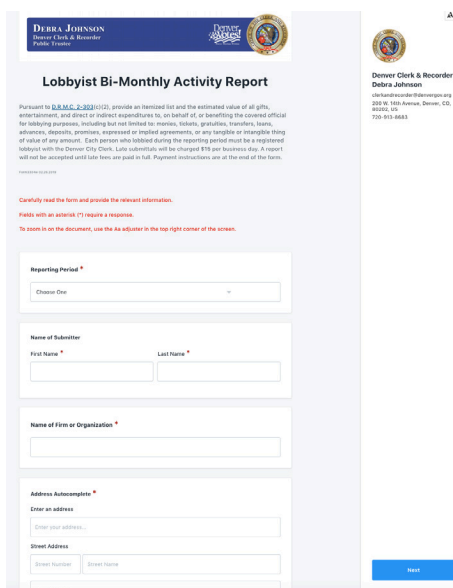 DEBRA JOHNSON
Denver Clerk & Recorder
Public Trustee
Denver
Votes!
Lobbyist Bi-Monthly Activity Report
Pursuant to D.R.M.C. 2-303(c)(2), provide an itemized list and the estimated value of all gifts,
entertainment, and direct or indirect expenditures to, on behalf of, or benefiting the covered official
for lobbying purposes, including but not limited to: monies, tickets, gratuities, transfers, loans,
advances, deposits, promises, expressed or implied agreements, or any tangible or intangible thing
of value of any amount. Each person who lobbied during the reporting period must be a registered
lobbyist with the Denver City Clerk. Late submittals will be charged per business day. A report
will not be accepted until late fees are paid in full. Payment instructions are at the end of the form.
Carefully read the form and provide the relevant information.
Fields with an asterisk (*) require a response.
To zoom in on the document, use the Aa adjuster in the top right corner of the screen.
Reporting Period *
Choose One
Name of Submitter
First Name *
Last Name *
Name of Firm or Organization *
Address Autocomplete *
Enter an address
Enter your address...
Street Address
Street Number
Street Name
A
Denver Clerk & Recorder
Debra Johnson
clerkandrecorder@denvergov.org
200 W. 14th Avenue, Denver, CO,
80202, US
720-913-8683
Next